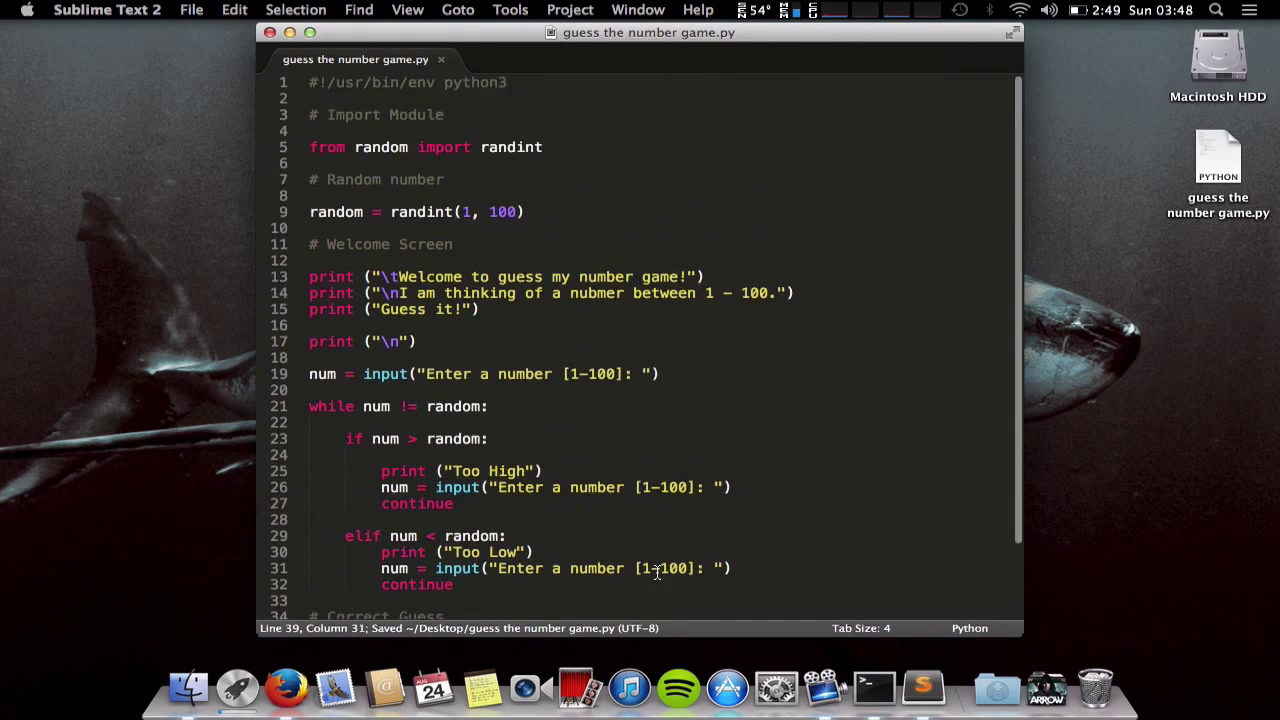 Sublime Text 2 File Edit Selection Find View Goto Tools Project Window Help 54° 2:49 Sun 03:48
guess the number game.py
guess the number game.py ×
Macintosh HDD
PYTHON
guess the
number game.py
1 #!/usr/bin/env python3
2
3 # Import Module
4
5 from random import randint
6
7 # Random number
8
9 random = randint(1, 100)
10
11 # Welcome Screen
12
13 print ("\tWelcome to guess my number game!")
14 print ("\nI am thinking of a nubmer between 1 - 100.")
15 print ("Guess it!")
16
17 print ("\n")
18
19 num = input("Enter a number [1-100]: ")
20
21 while num != random:
22
23 if num > random:
24
25 print ("Too High")
26 num = input("Enter a number [1-100]: ")
27 continue
28
29 elif num < random:
30 print ("Too Low")
31 num = input("Enter a number [1-100]: ")
32 continue
33
34 # Correct Guess
Line 39, Column 31; Saved ~/Desktop/guess the number game.py (UTF-8) Tab Size: 4 Python
AUG
24
ARROW